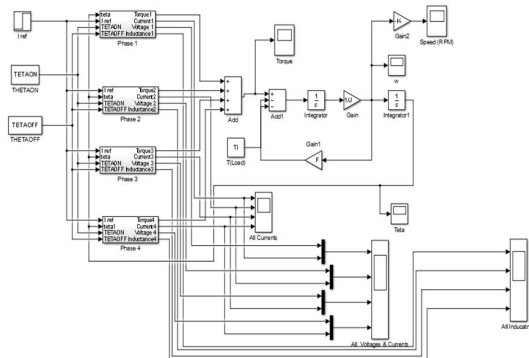 I ref
TETAON
THETAON
TETAOFF
THETAOFF
teta
I ref
TETAON
TETAOFF
Torque1
Current1
Voltage 1
Inductance1
Phase 1
I ref
teta
TETAON
TETAOFF
Torque2
Current2
Voltage 2
Inductance2
Phase 2
I ref
teta
TETAON
TETAOFF
Torque3
Current3
Voltage 3
Inductance3
Phase 3
I ref
teta1
TETAON
TETAOFF
Torque4
Current4
Voltage 4
Inductance4
Phase 4
Add
Torque
Tl
T(Load)
Add1
1
s
Integrator
1/J
Gain
F
Gain1
-K-
Gain2
Speed (RPM)
w
1
s
Integrator1
Teta
All Currents
All Voltages & Currents
All Inducatr